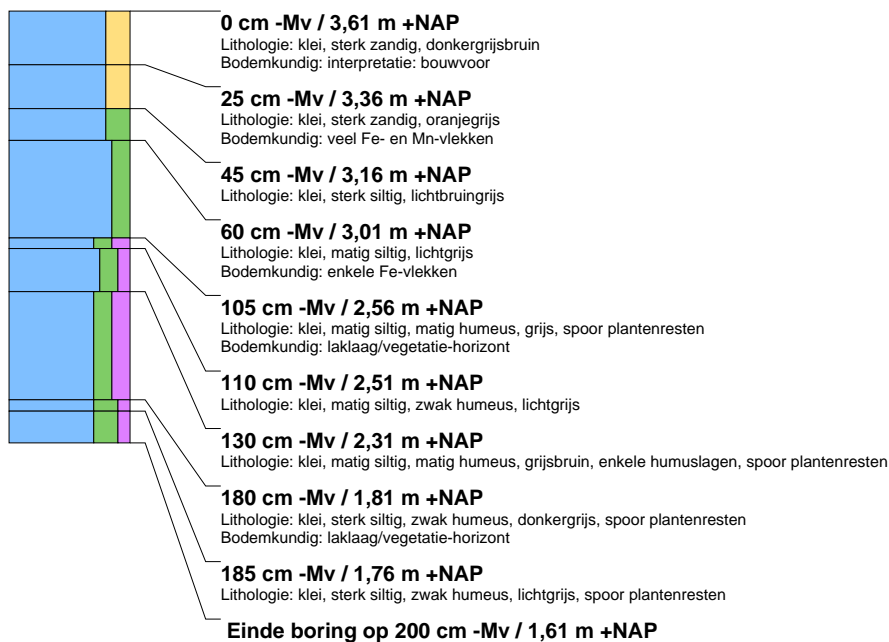 0 cm -Mv / 3,61 m +NAP
Lithologie: klei, sterk zandig, donkergrijsbruin
Bodemkundig: interpretatie: bouwvoor
25 cm -Mv / 3,36 m +NAP
Lithologie: klei, sterk zandig, oranjegrijs
Bodemkundig: veel Fe- en Mn-vlekken
45 cm -Mv / 3,16 m +NAP
Lithologie: klei, sterk siltig, lichtbruingrijs
60 cm -Mv / 3,01 m +NAP
Lithologie: klei, matig siltig, lichtgrijs
Bodemkundig: enkele Fe-vlekken
105 cm -Mv / 2,56 m +NAP
Lithologie: klei, matig siltig, matig humeus, grijs, spoor plantenresten
Bodemkundig: laklaag/vegetatie-horizont
110 cm -Mv / 2,51 m +NAP
Lithologie: klei, matig siltig, zwak humeus, lichtgrijs
130 cm -Mv / 2,31 m +NAP
Lithologie: klei, matig siltig, matig humeus, grijsbruin, enkele humuslagen, spoor plantenresten
180 cm -Mv / 1,81 m +NAP
Lithologie: klei, sterk siltig, zwak humeus, donkergrijs, spoor plantenresten
Bodemkundig: laklaag/vegetatie-horizont
185 cm -Mv / 1,76 m +NAP
Lithologie: klei, sterk siltig, zwak humeus, lichtgrijs, spoor plantenresten
Einde boring op 200 cm -Mv / 1,61 m +NAP